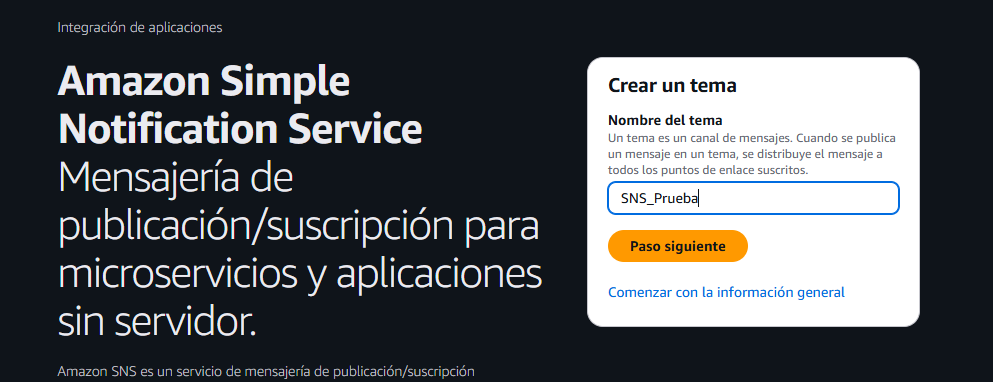 Integración de aplicaciones
Amazon Simple
Notification Service
Mensajería de
publicación/suscripción para
microservicios y aplicaciones
sin servidor.
Amazon SNS es un servicio de mensajería de publicación/suscripción
Crear un tema
Nombre del tema
Un tema es un canal de mensajes. Cuando se publica
un mensaje en un tema, se distribuye el mensaje a
todos los puntos de enlace suscritos.
SNS_Prueba
Paso siguiente
Comenzar con la información general